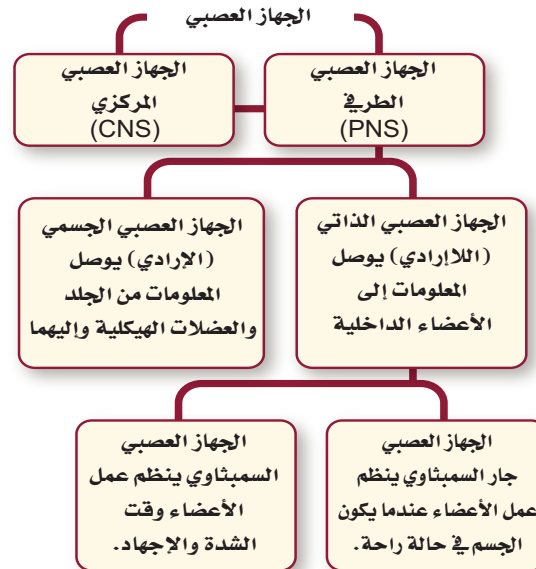 الجهاز العصبي
الجهاز العصبي
الطرفي
(PNS)
الجهاز العصبي
المركزي
(CNS)
الجهاز العصبي الذاتي
(اللاإرادي) يوصل
المعلومات إلى
الأعضاء الداخلية
الجهاز العصبي الجسمي
(الإرادي) يوصل
المعلومات من الجلد
والعضلات الهيكلية وإليهما
الجهاز العصبي
جار السمبثاوي ينظم
عمل الأعضاء عندما يكون
الجسم في حالة راحة.
الجهاز العصبي
السمبثاوي ينظم عمل
الأعضاء وقت
الشدة والإجهاد.